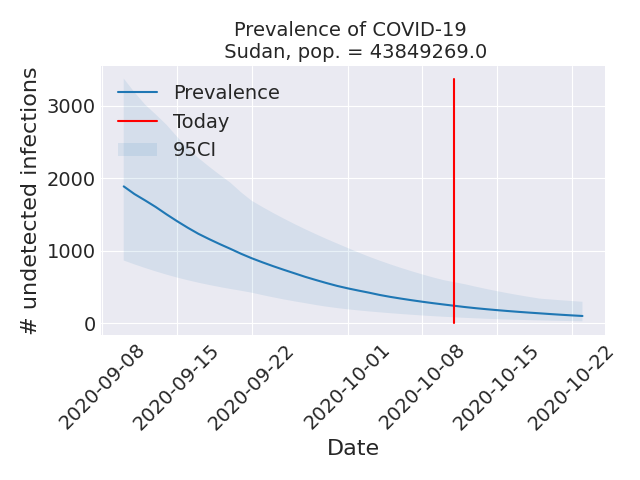 Prevalence of COVID-19
Sudan, pop. = 43849269.0
# undetected infections
3000
2000
1000
0
Prevalence
Today
95CI
2020-09-08
2020-09-15
2020-09-22
2020-10-01
2020-10-08
2020-10-15
2020-10-22
Date